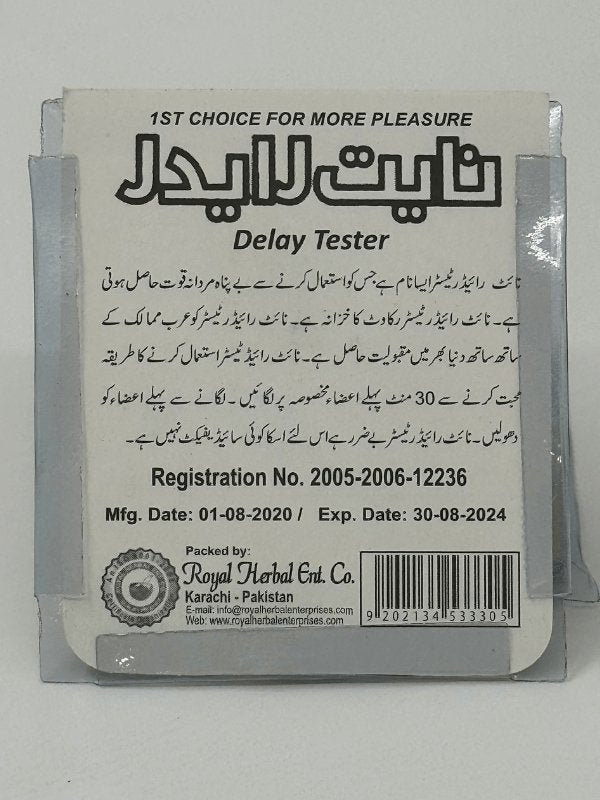 1ST CHOICE FOR MORE PLEASURE
نایٹ رائیڈر
Delay Tester
نائٹ رائیڈر ٹیسٹر ایسا نام ہے جس کو استعمال کرنے سے بے پناہ مردانہ قوت حاصل ہوتی
ہے۔ نائٹ رائیڈر ٹیسٹر رکاوٹ کا خزانہ ہے۔ نائٹ رائیڈر ٹیسٹر کو عرب ممالک کے
ساتھ ساتھ دنیا بھر میں مقبولیت حاصل ہے۔ نائٹ رائیڈر ٹیسٹر استعمال کرنے کا طریقہ
محبت کرنے سے 30 منٹ پہلے اعضاء مخصوصہ پر لگائیں ۔ لگانے سے پہلے اعضاء کو
دھولیں۔ نائٹ رائیڈر ٹیسٹر بے ضرر ہے اس لئے اسکا کوئی سائیڈ یفیکٹ نہیں ہے۔
Registration No. 2005-2006-12236
Mfg. Date: 01-08-2020 / Exp. Date: 30-08-2024
Packed by:
Royal Herbal Ent. Co.
Karachi - Pakistan
E-mail: info@royalherbalenterprises.com
Web: www.royalherbalenterprises.com
9 202134 533305